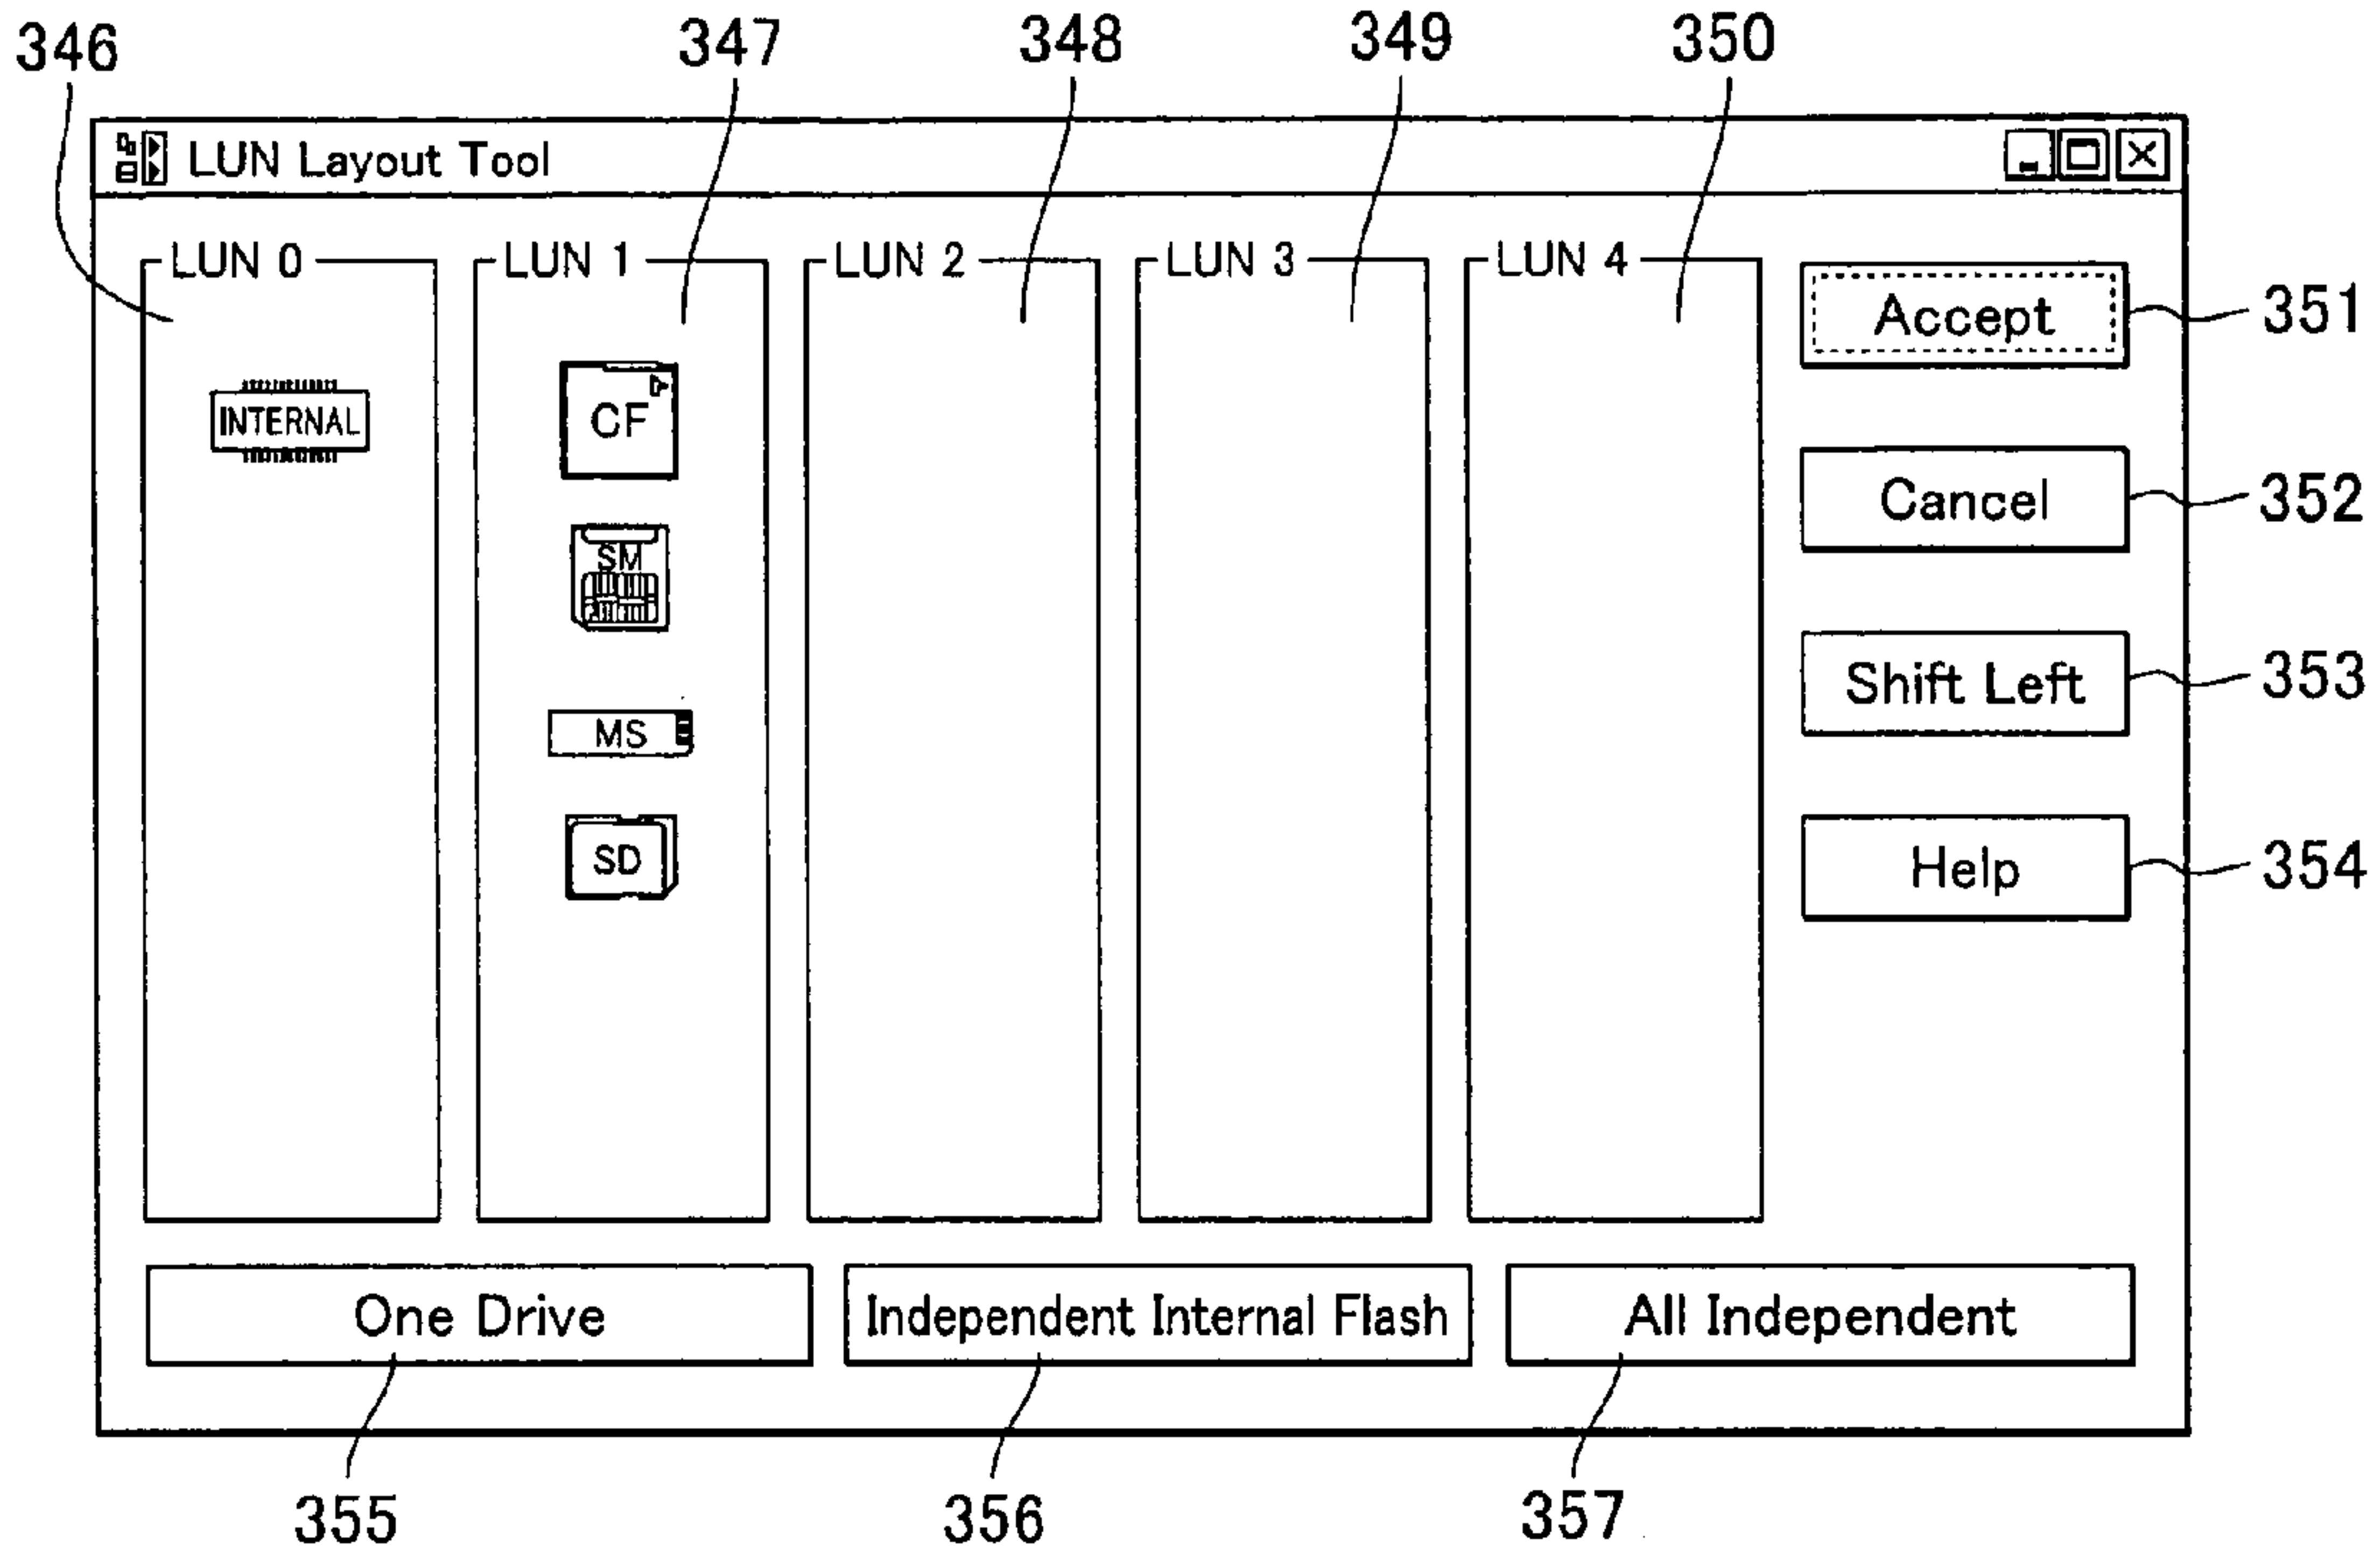 346 347 348 349 350
LUN Layout Tool
LUN 0 LUN 1 LUN 2 LUN 3 LUN 4
Accept 351
INTERNAL CF
Cancel 352
SM
Shift Left 353
MS
SD
Help 354
One Drive Independent Internal Flash All Independent
355 356 357